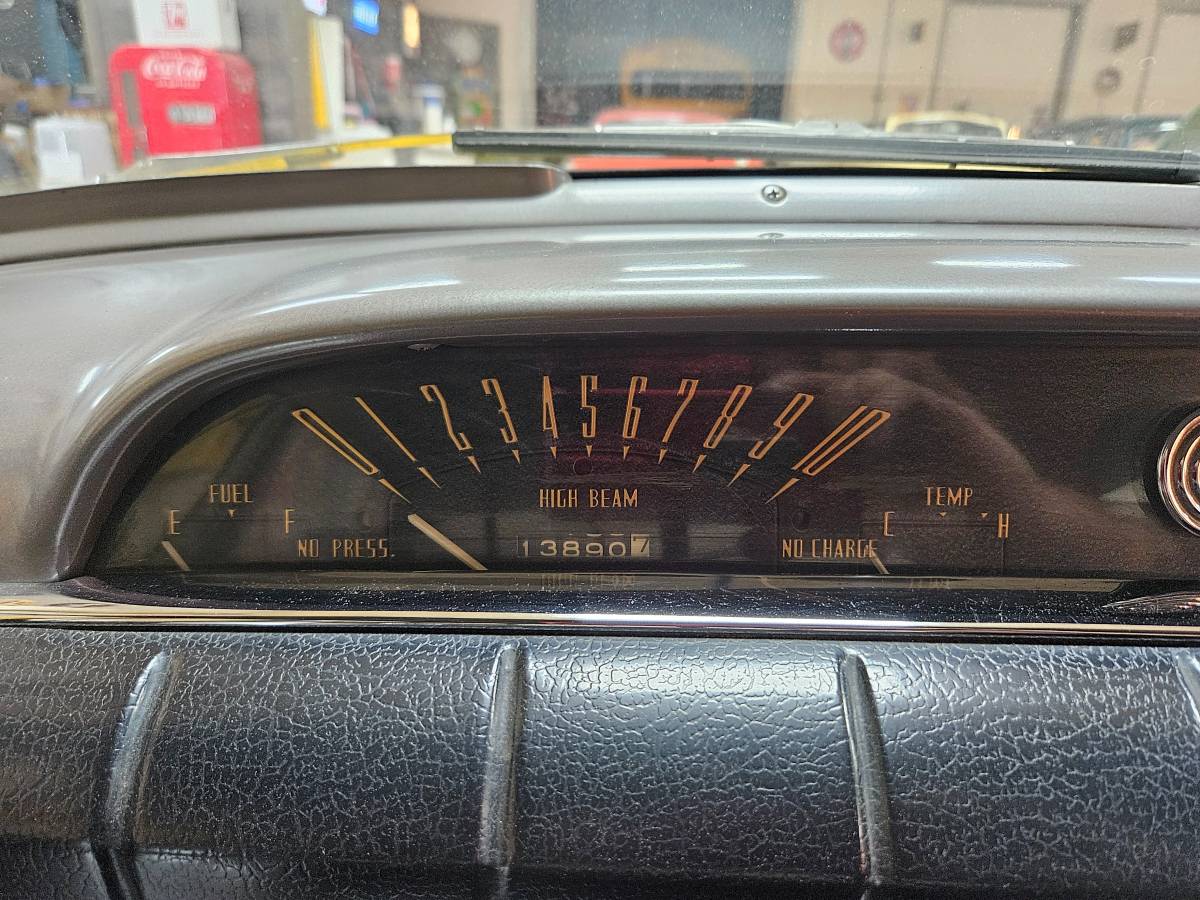 Coca-Cola
0 1 2 3 4 5 6 7 8 9 10
FUEL
E F
NO PRESS.
HIGH BEAM
138907
TEMP
C H
NO CHARGE